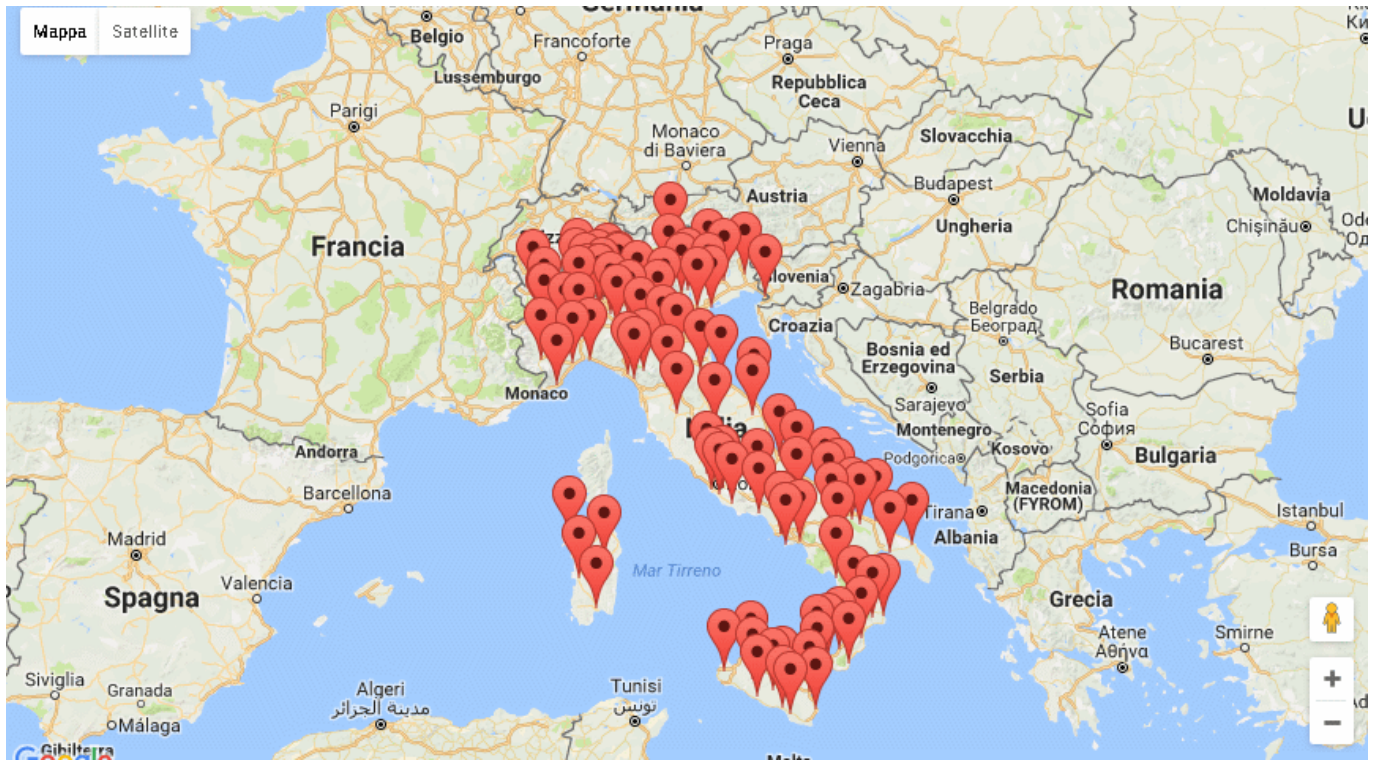 Mappa
Satellite
Germania
Belgio
Francoforte
Praga
Repubblica
Ceca
Lussemburgo
Parigi
Monaco
di Baviera
Slovacchia
Vienna
Budapest
Austria
Ungheria
Moldavia
Chișinău
Francia
Slovenia
Zagabria
Romania
Belgrado
Београд
Croazia
Bosnia ed
Erzegovina
Bucarest
Serbia
Monaco
Sarajevo
Sofia
София
Montenegro
Andorra
Kosovo
Podgorica
Bulgaria
Barcellona
Macedonia
(FYROM)
Istanbul
Tirana
Albania
Madrid
Bursa
Mar Tirreno
Valencia
Spagna
Grecia
Atene
Αθήνα
Smirne
Siviglia
Granada
Algeri
مدينة الجزائر
Tunisi
تونس
Málaga
Gibilterra
Google
Malta